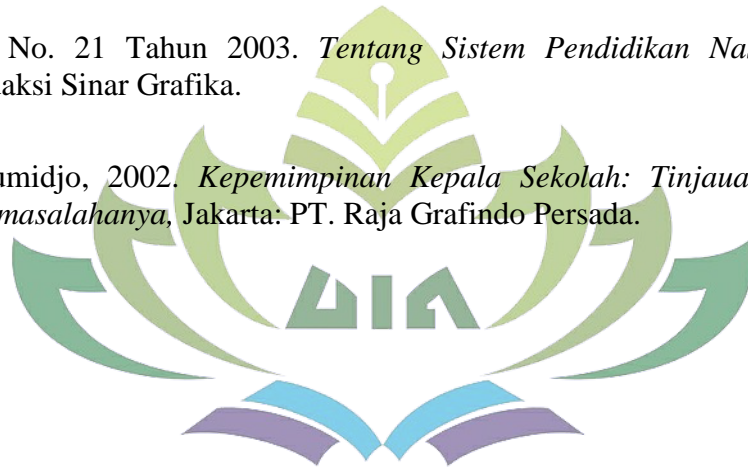 No. 21 Tahun 2003. Tentang Sistem Pendidikan Na
aksi Sinar Grafika.
umidjo, 2002. Kepemimpinan Kepala Sekolah: Tinjaua
masalahanya, Jakarta: PT. Raja Grafindo Persada.
UIN